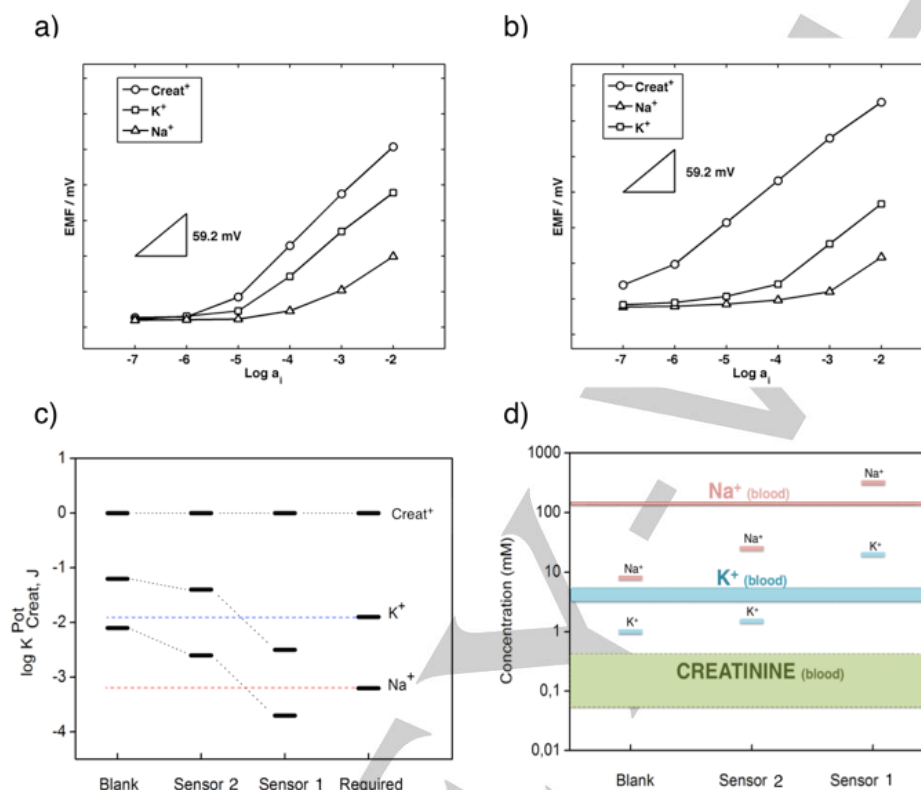 a)
Creat⁺
K⁺
Na⁺
59.2 mV
EMF / mV
-7 -6 -5 -4 -3 -2
Log aᵢ
b)
Creat⁺
Na⁺
K⁺
59.2 mV
EMF / mV
-7 -6 -5 -4 -3 -2
Log aᵢ
c)
log K Pot Creat, J
1
0
-1
-2
-3
-4
Creat⁺
K⁺
Na⁺
Blank Sensor 2 Sensor 1 Required
d)
Concentration (mM)
1000
100
10
1
0,1
0,01
Na⁺
Na⁺ (blood)
Na⁺
K⁺
Na⁺
K⁺ (blood)
K⁺
K⁺
CREATININE (blood)
Blank Sensor 2 Sensor 1